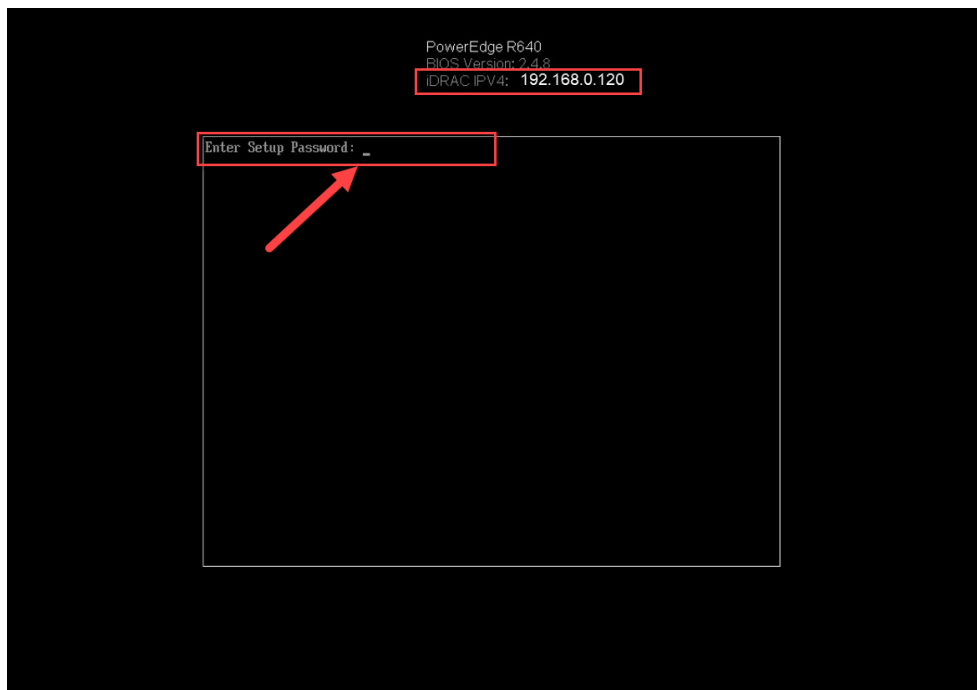 PowerEdge R640
BIOS Version: 2.4.8
iDRAC IPV4: 192.168.0.120
Enter Setup Password: _